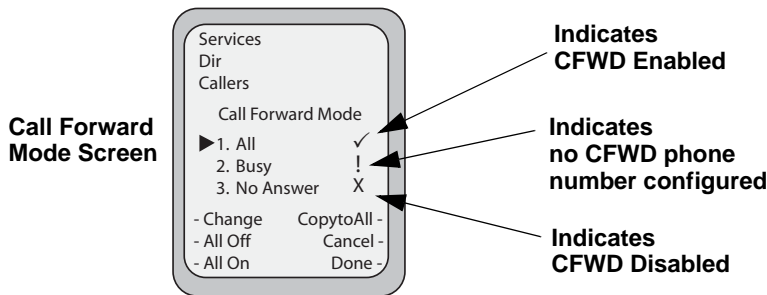 Services
Dir
Callers
Call Forward Mode
1. All ✓
2. Busy !
3. No Answer X
- Change CopytoAll -
- All Off Cancel -
- All On Done -
Call Forward
Mode Screen
Indicates
CFWD Enabled
Indicates
no CFWD phone
number configured
Indicates
CFWD Disabled